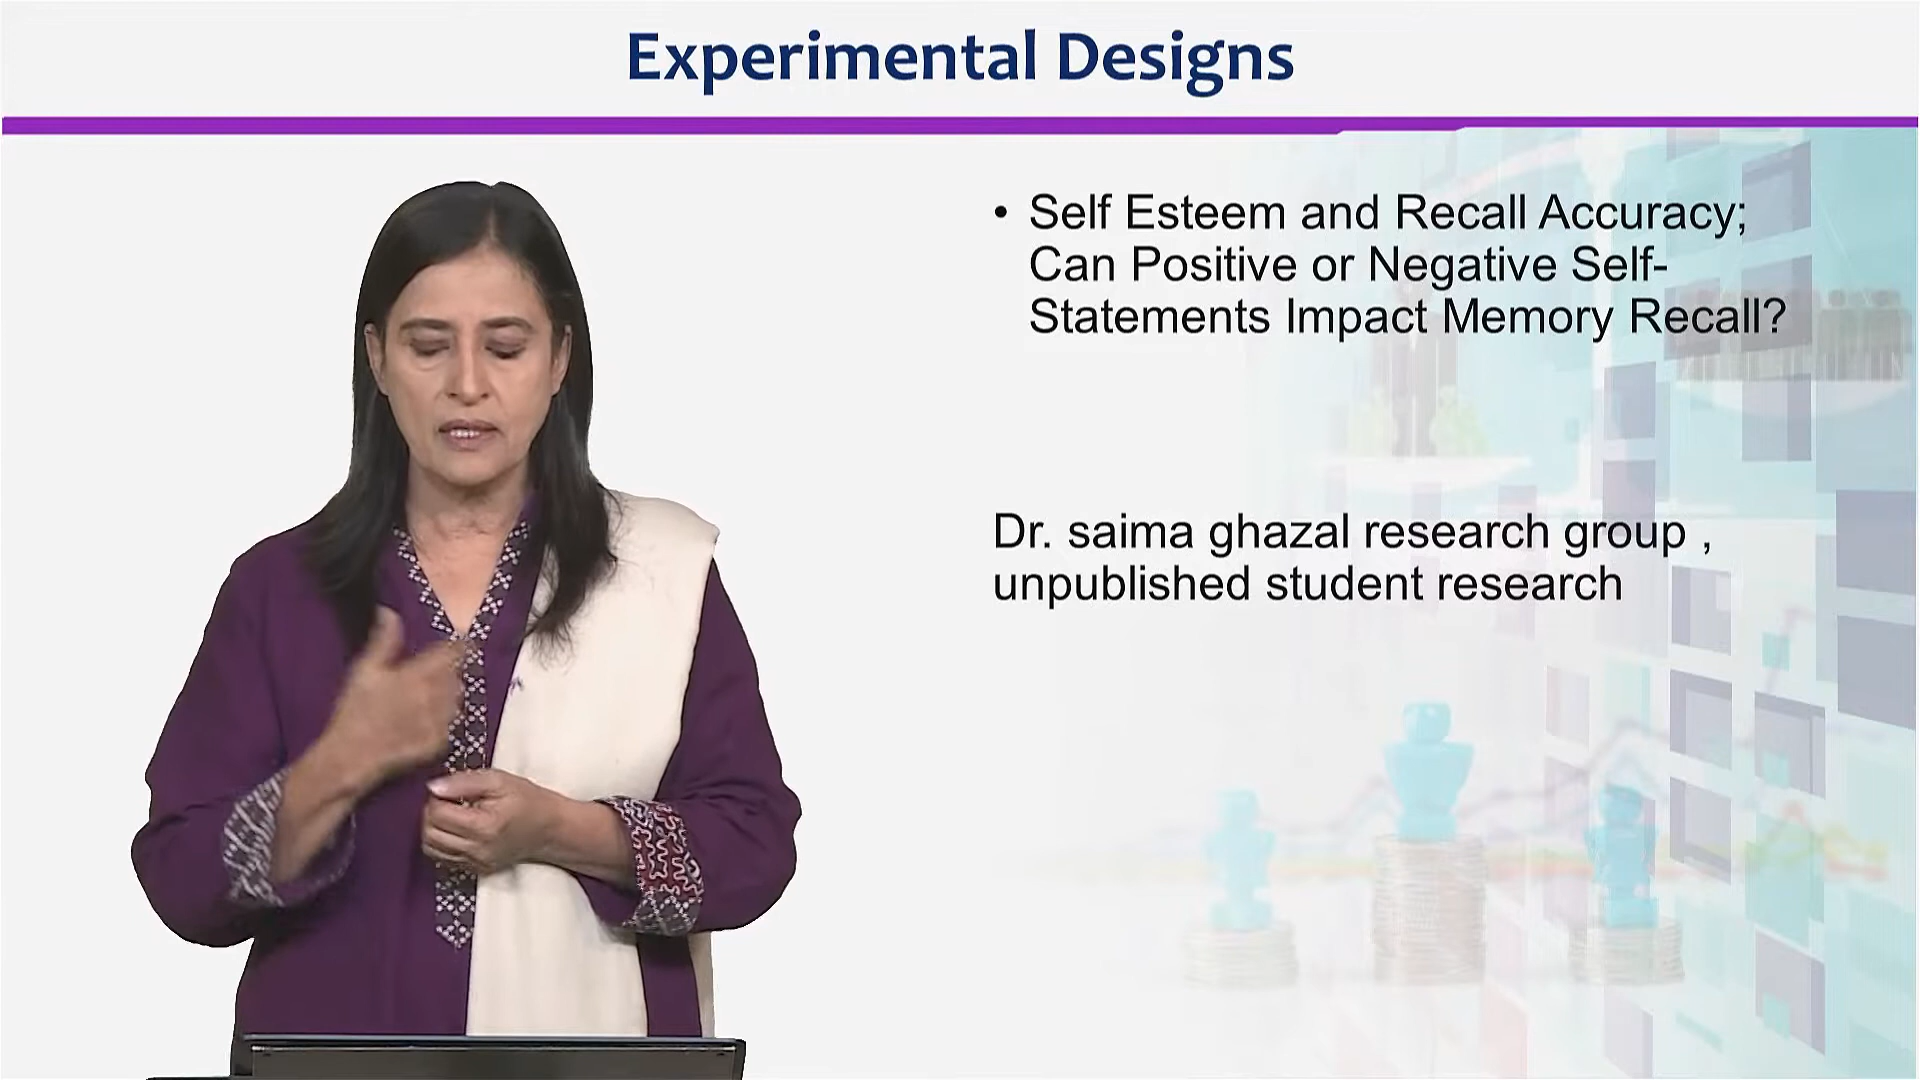 Experimental Designs
• Self Esteem and Recall Accuracy;
Can Positive or Negative Self-
Statements Impact Memory Recall?
Dr. saima ghazal research group ,
unpublished student research